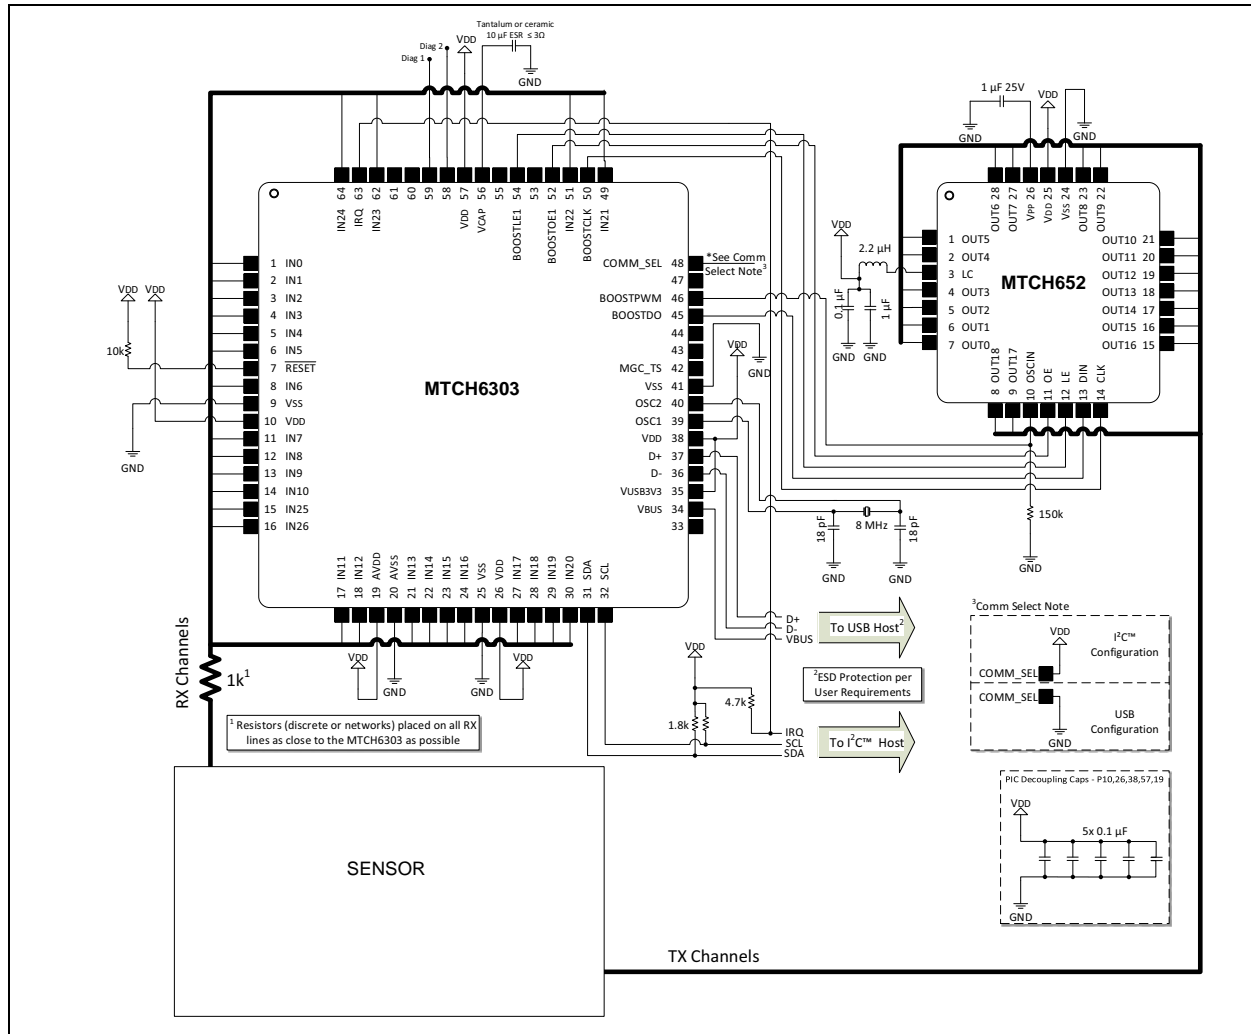 Tantalum or ceramic
10 µF ESR ≤ 3Ω
VDD
Diag 2
Diag 1
GND
1 µF 25V
VDD
GND
GND
64 63 62 61 60 59 58 57 56 55 54 53 52 51 50 49
IN24 IRQ IN23 VDD VCAP BOOSTLE1 BOOSTOE1 IN22 BOOSTCLK IN21
28 27 26 25 24 23 22
OUT6 OUT7 VPP VDD VSS OUT8 OUT9
1 IN0
2 IN1
3 IN2
4 IN3
5 IN4
6 IN5
7 RESET
8 IN6
9 VSS
10 VDD
11 IN7
12 IN8
13 IN9
14 IN10
15 IN25
16 IN26
VDD
VDD
10k
GND
MTCH6303
COMM_SEL 48
47
BOOSTPWM 46
BOOSTDO 45
44
43
MGC_TS 42
VSS 41
OSC2 40
OSC1 39
VDD 38
D+ 37
D- 36
VUSB3V3 35
VBUS 34
33
*See Comm
Select Note3
VDD
GND
VDD
2.2 µH
0.1 µF
1 µF
GND
GND
1 OUT5
2 OUT4
3 LC
4 OUT3
5 OUT2
6 OUT1
7 OUT0
MTCH652
OUT10 21
OUT11 20
OUT12 19
OUT13 18
OUT14 17
OUT15 16
OUT16 15
8 OUT18
9 OUT17
10 OSCIN
11 OE
12 LE
13 DIN
14 CLK
18 pF
8 MHz
18 pF
GND
GND
150k
GND
17 IN11
18 IN12
19 AVDD
20 AVSS
21 IN13
22 IN14
23 IN15
24 IN16
25 VSS
26 VDD
27 IN17
28 IN18
29 IN19
30 IN20
31 SDA
32 SCL
VDD
GND
GND
VDD
RX Channels
1k1
1 Resistors (discrete or networks) placed on all RX
lines as close to the MTCH6303 as possible
D+
D-
VBUS
To USB Host2
2ESD Protection per
User Requirements
VDD
4.7k
1.8k
IRQ
SCL
SDA
To I2C™ Host
3Comm Select Note
VDD
I2C™
Configuration
COMM_SEL
COMM_SEL
USB
Configuration
GND
PIC Decoupling Caps - P10,26,38,57,19
VDD
5x 0.1 µF
GND
SENSOR
TX Channels